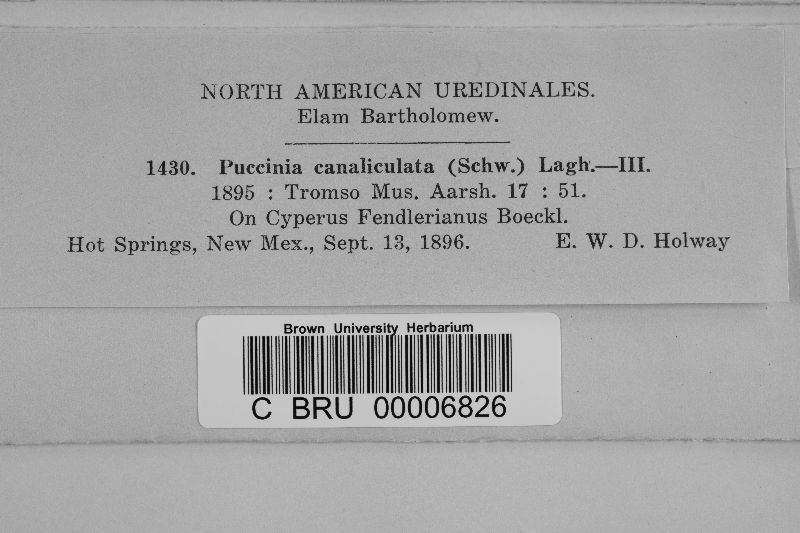 NORTH AMERICAN UREDINALES.
Elam Bartholomew.
1430. Puccinia canaliculata (Schw.) Lagh.—III.
1895 : Tromso Mus. Aarsh. 17 : 51.
On Cyperus Fendlerianus Boeckl.
Hot Springs, New Mex., Sept. 13, 1896. E. W. D. Holway
Brown University Herbarium
C BRU 00006826